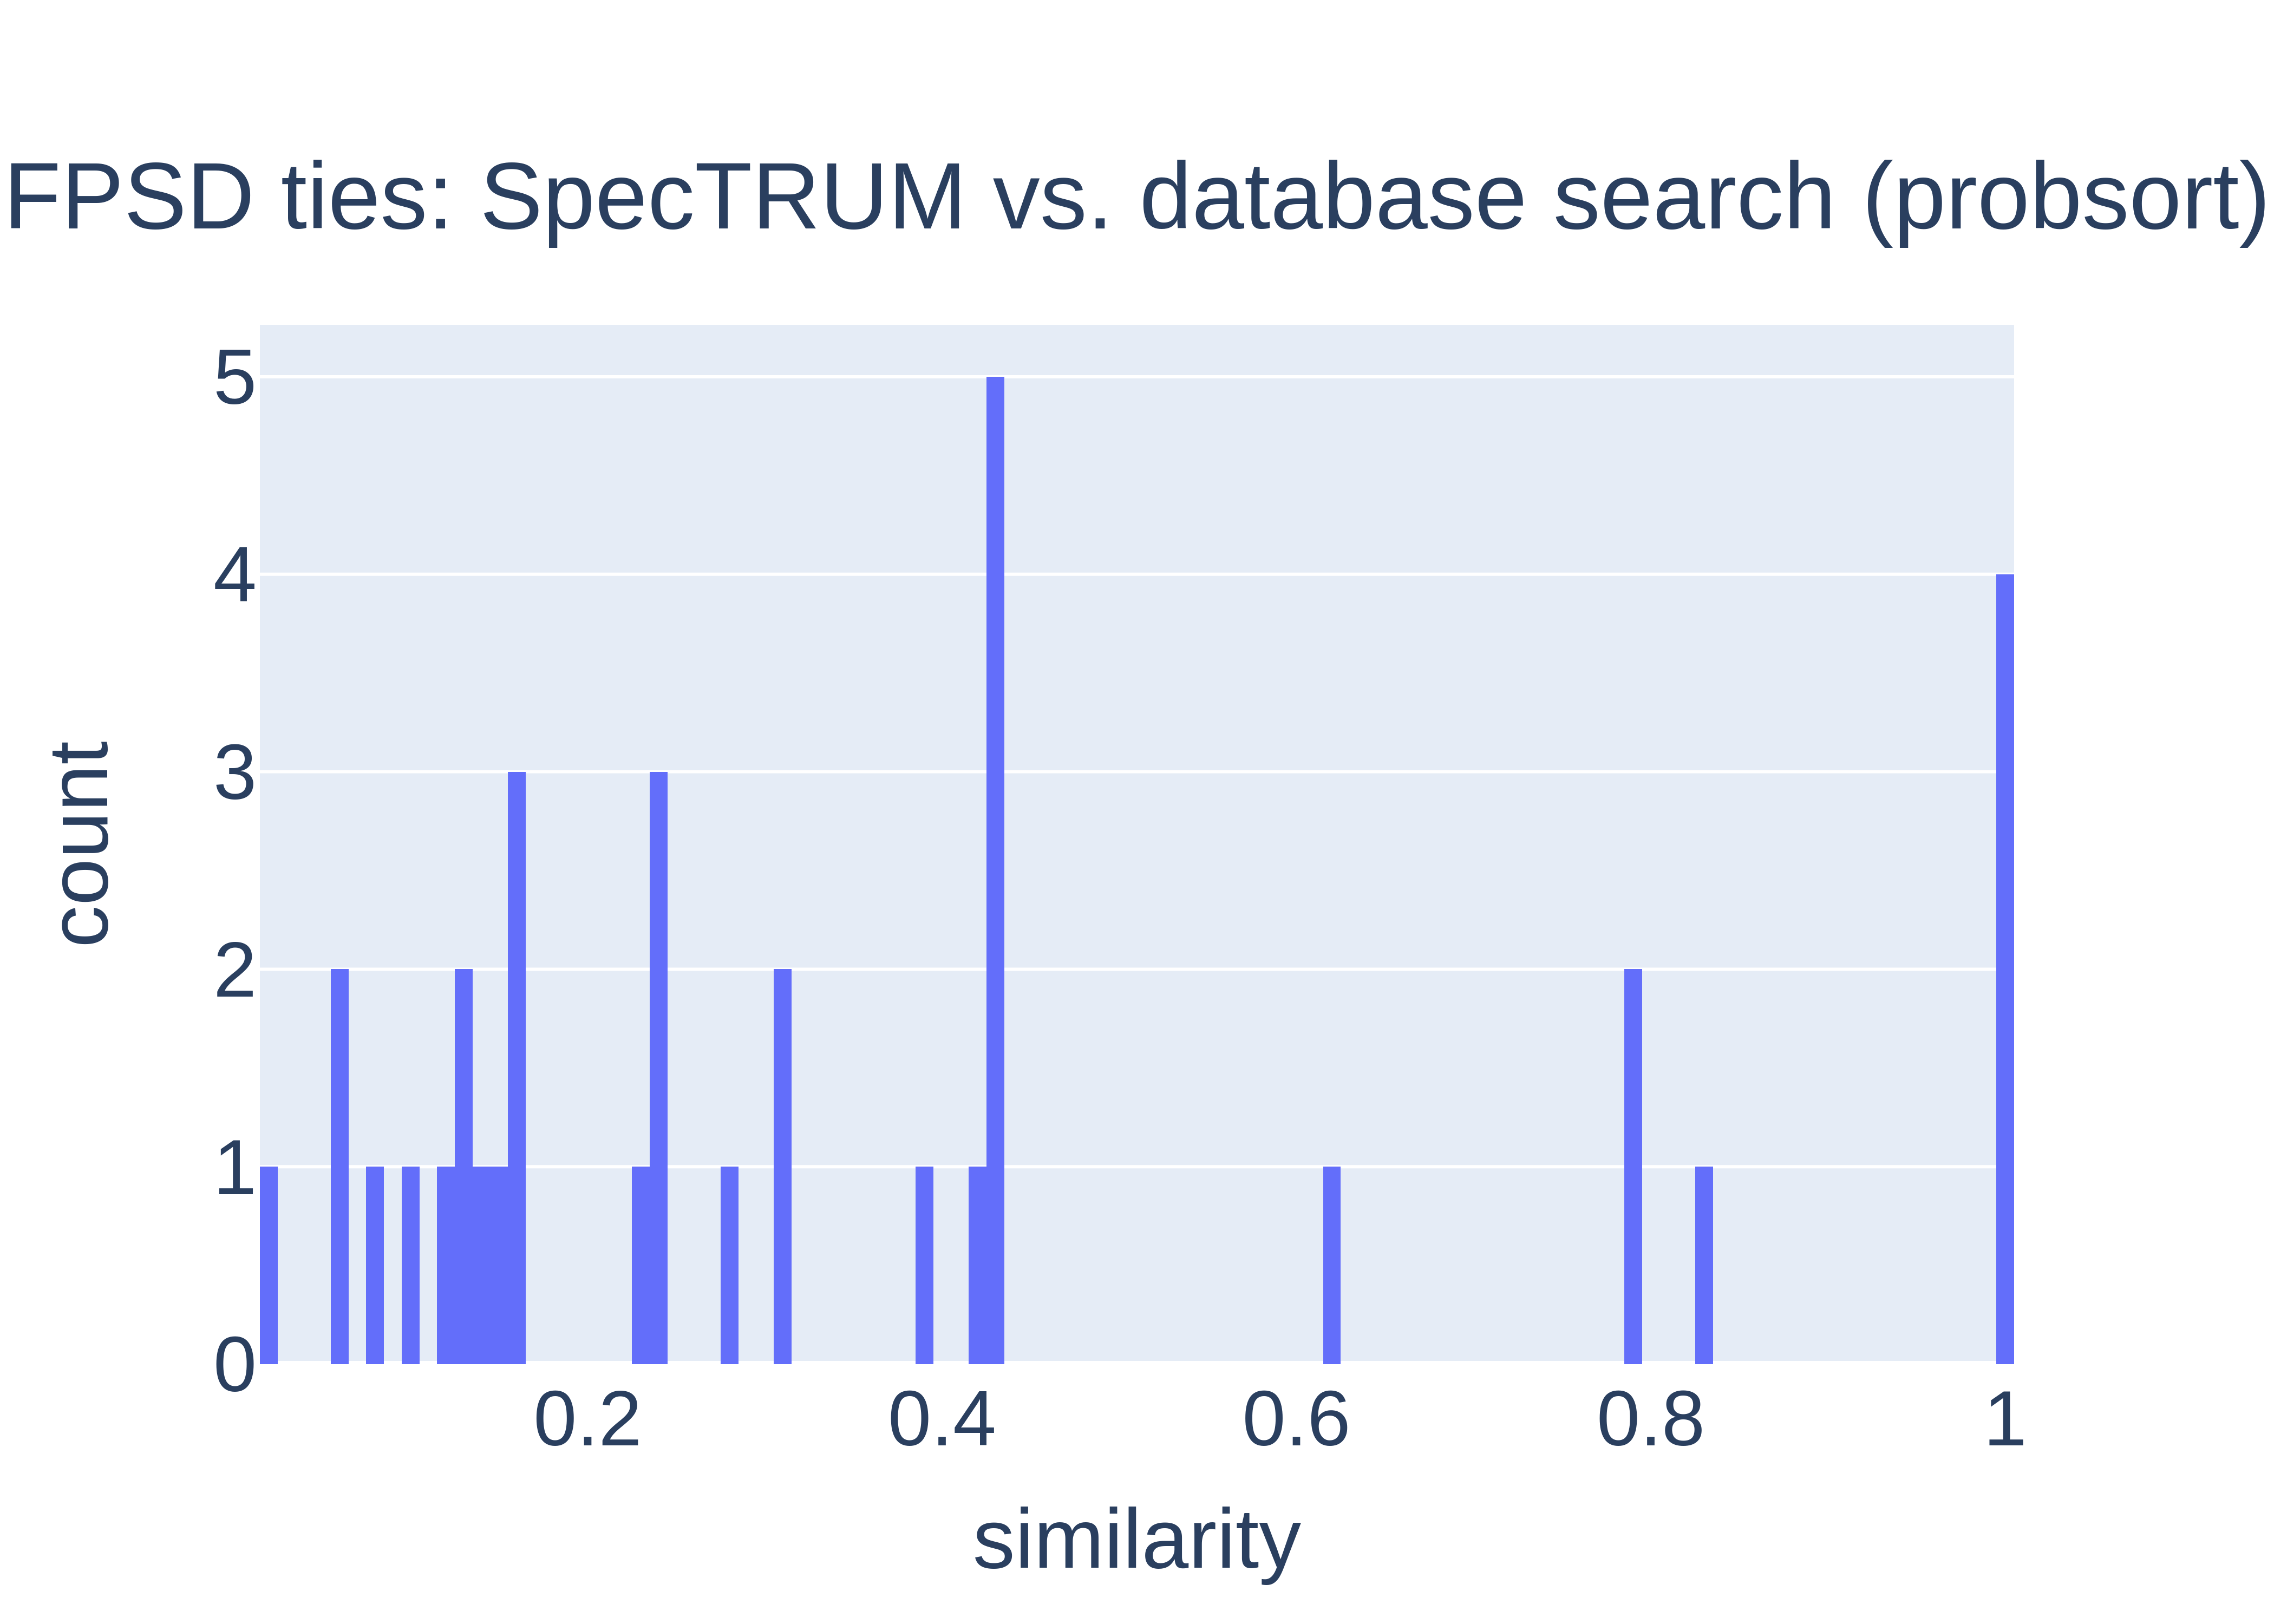 FPSD ties: SpecTRUM vs. database search (probsort)
5
4
3
2
1
0
count
0.2 0.4 0.6 0.8 1
similarity